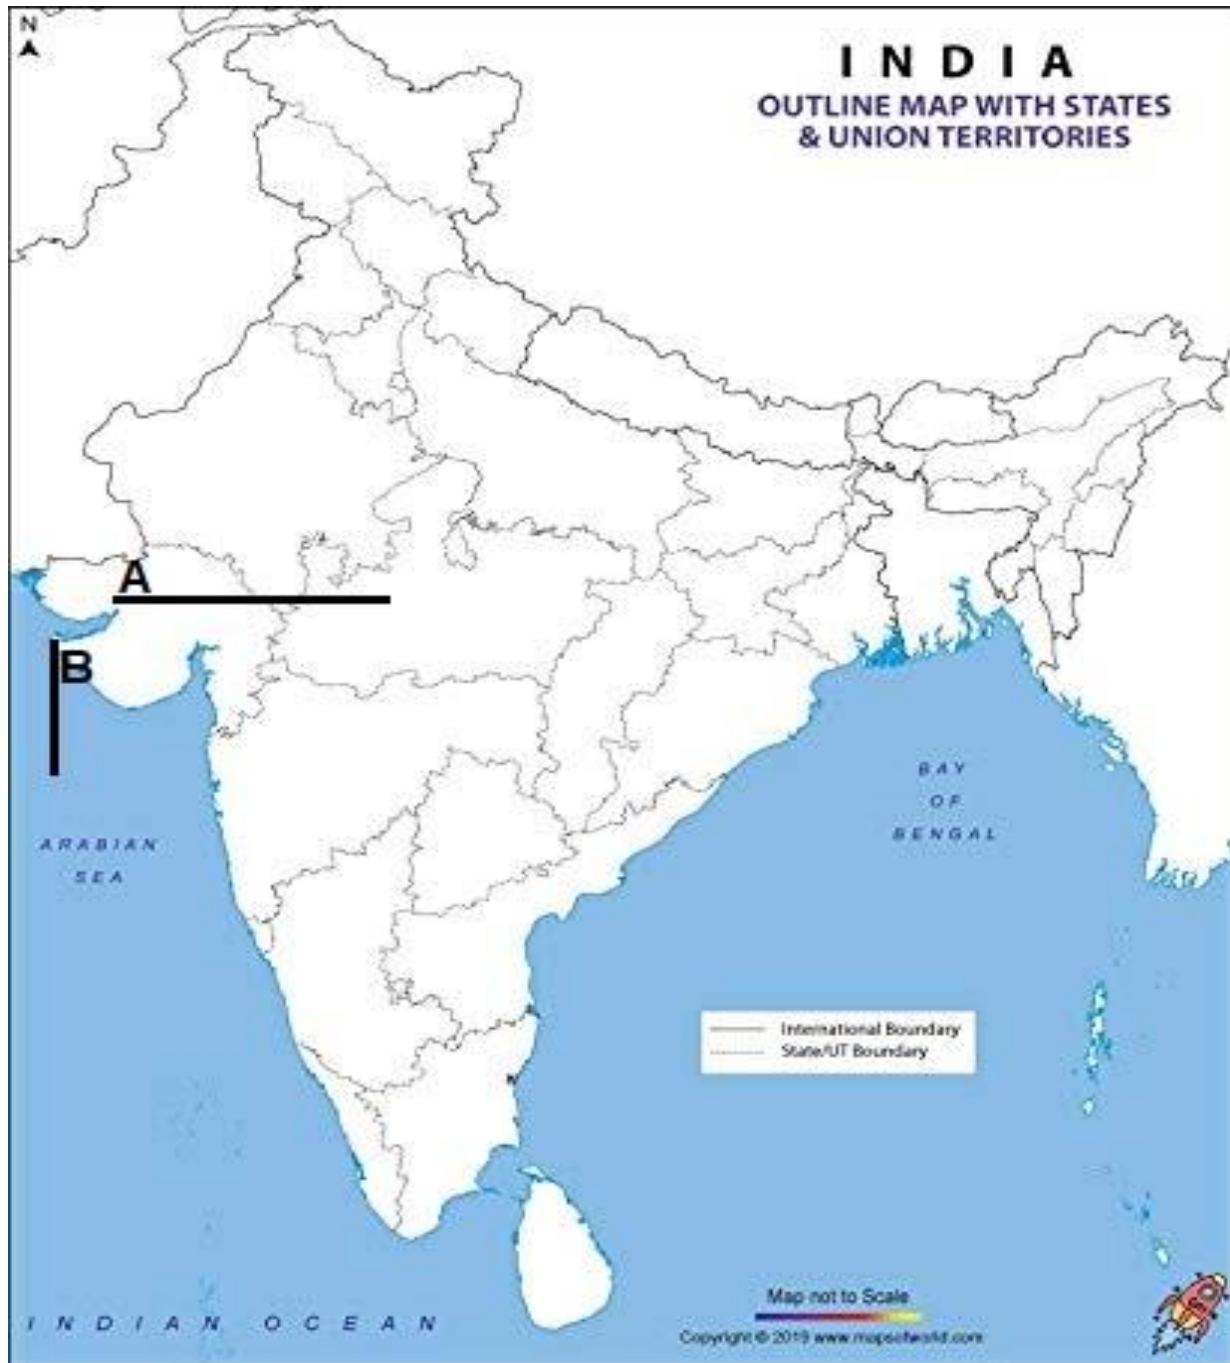 N
INDIA
OUTLINE MAP WITH STATES
& UNION TERRITORIES
A
B
BAY
OF
BENGAL
ARABIAN
SEA
International Boundary
State/UT Boundary
Map not to Scale
INDIAN OCEAN
Copyright © 2019 www.mapsofworld.com